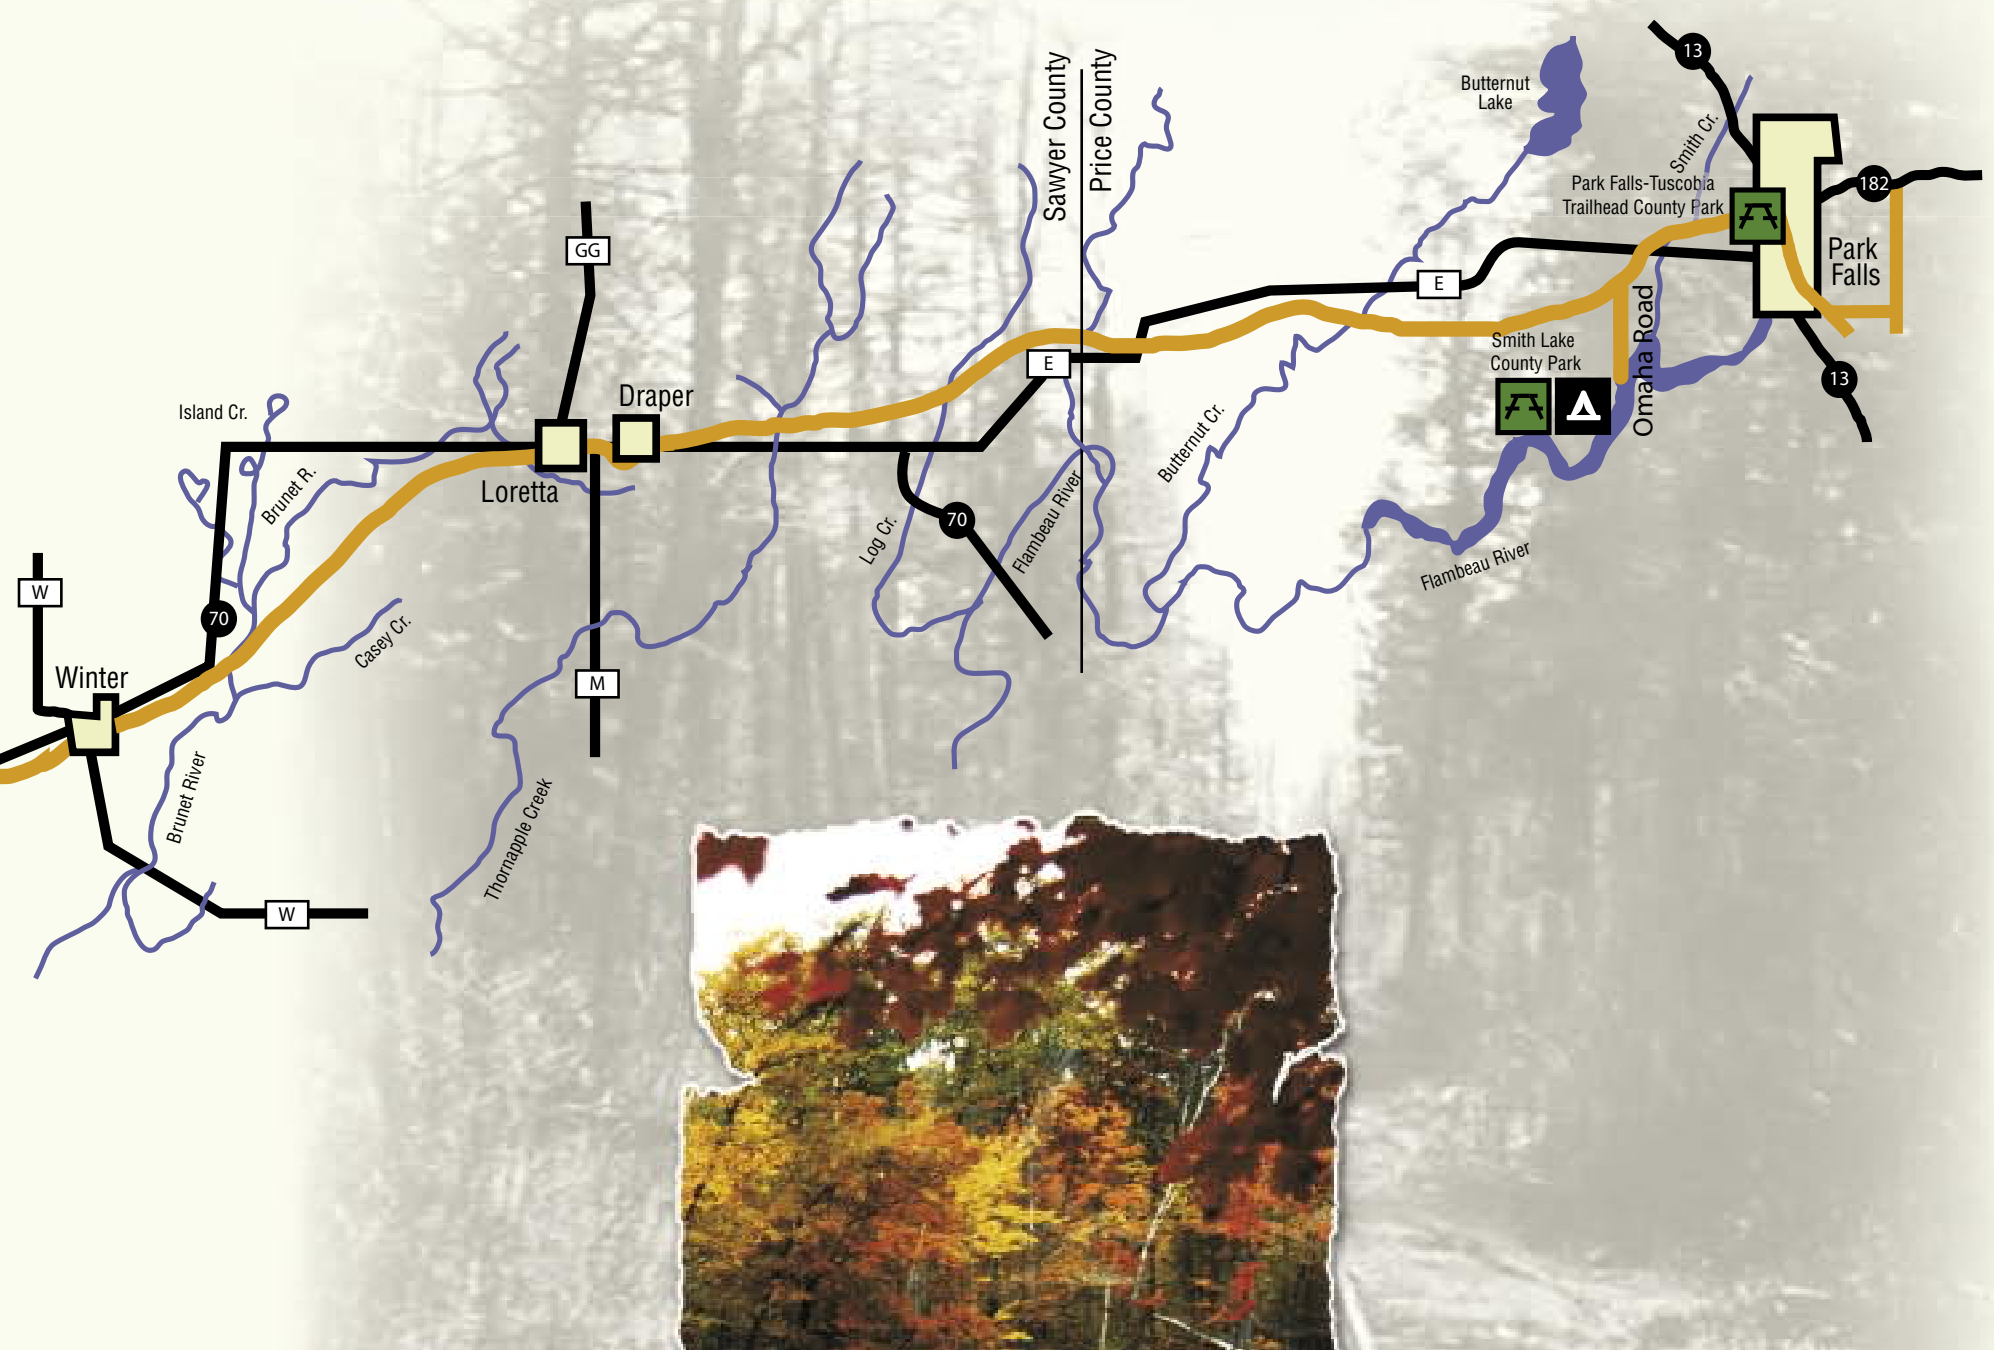 13
Butternut
Lake
Sawyer County
Price County
Smith Cr.
Park Falls-Tuscobia
Trailhead County Park
182
GG
Park
Falls
E
Omaha Road
Smith Lake
County Park
E
13
Draper
Island Cr.
Butternut Cr.
Loretta
Brunet R.
Log Cr.
70
Flambeau River
Flambeau River
W
70
Casey Cr.
Winter
M
Brunet River
Thornapple Creek
W